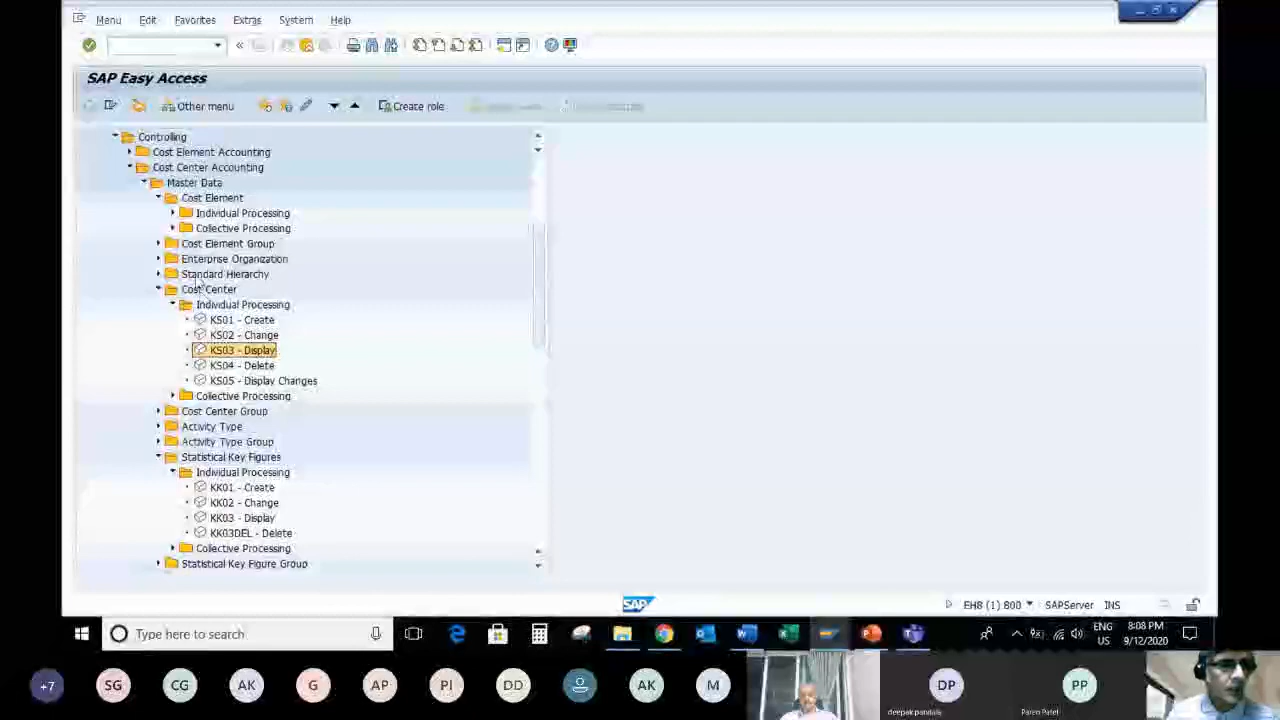 Menu Edit Favorites Extras System Help
SAP Easy Access
Other menu Create role
Controlling
Cost Element Accounting
Cost Center Accounting
Master Data
Cost Element
Individual Processing
Collective Processing
Cost Element Group
Enterprise Organization
Standard Hierarchy
Cost Center
Individual Processing
KS01 - Create
KS02 - Change
KS03 - Display
KS04 - Delete
KS05 - Display Changes
Collective Processing
Cost Center Group
Activity Type
Activity Type Group
Statistical Key Figures
Individual Processing
KK01 - Create
KK02 - Change
KK03 - Display
KK03DEL - Delete
Collective Processing
Statistical Key Figure Group
SAP
EH8 (1) 800 SAPServer INS
Type here to search
ENG
US
8:08 PM
9/12/2020
+7 SG CG AK G AP PI DD AK M DP PP
deepak pandala Paren Patel